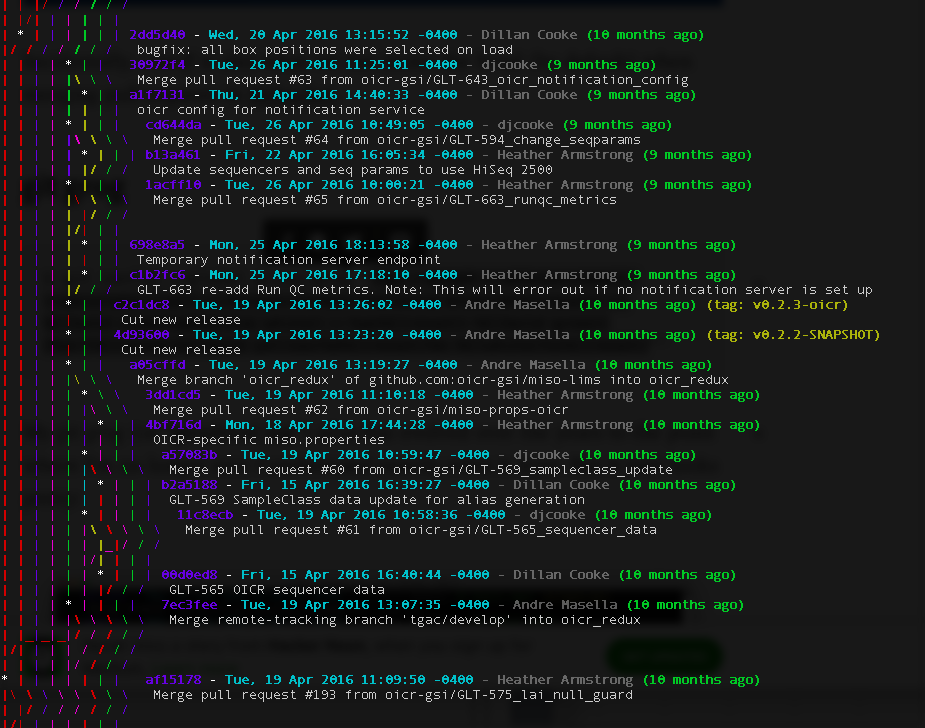 2dd5d40 - Wed, 20 Apr 2016 13:15:52 -0400 - Dillan Cooke (10 months ago)
bugfix: all box positions were selected on load
30972f4 - Tue, 26 Apr 2016 11:25:01 -0400 - djcooke (9 months ago)
Merge pull request #63 from oicr-gsi/GLT-643_oicr_notification_config
a1f7131 - Thu, 21 Apr 2016 14:40:33 -0400 - Dillan Cooke (9 months ago)
oicr config for notification service
cd644da - Tue, 26 Apr 2016 10:49:05 -0400 - djcooke (9 months ago)
Merge pull request #64 from oicr-gsi/GLT-594_change_seqparams
b13a461 - Fri, 22 Apr 2016 16:05:34 -0400 - Heather Armstrong (9 months ago)
Update sequencers and seq params to use HiSeq 2500
1acff10 - Tue, 26 Apr 2016 10:00:21 -0400 - Heather Armstrong (9 months ago)
Merge pull request #65 from oicr-gsi/GLT-663_runqc_metrics
698e8a5 - Mon, 25 Apr 2016 18:13:58 -0400 - Heather Armstrong (9 months ago)
Temporary notification server endpoint
c1b2fc6 - Mon, 25 Apr 2016 17:18:10 -0400 - Heather Armstrong (9 months ago)
GLT-663 re-add Run QC metrics. Note: This will error out if no notification server is set up
c2c1dc8 - Tue, 19 Apr 2016 13:26:02 -0400 - Andre Masella (10 months ago) (tag: v0.2.3-oicr)
Cut new release
4d93600 - Tue, 19 Apr 2016 13:23:20 -0400 - Andre Masella (10 months ago) (tag: v0.2.2-SNAPSHOT)
Cut new release
a05cffd - Tue, 19 Apr 2016 13:19:27 -0400 - Andre Masella (10 months ago)
Merge branch 'oicr_redux' of github.com:oicr-gsi/miso-lims into oicr_redux
3dd1cd5 - Tue, 19 Apr 2016 11:10:18 -0400 - Heather Armstrong (10 months ago)
Merge pull request #62 from oicr-gsi/miso-props-oicr
4bf716d - Mon, 18 Apr 2016 17:44:28 -0400 - Heather Armstrong (10 months ago)
OICR-specific miso.properties
a57083b - Tue, 19 Apr 2016 10:59:47 -0400 - djcooke (10 months ago)
Merge pull request #60 from oicr-gsi/GLT-569_sampleclass_update
b2a5188 - Fri, 15 Apr 2016 16:39:27 -0400 - Dillan Cooke (10 months ago)
GLT-569 SampleClass data update for alias generation
11c8ecb - Tue, 19 Apr 2016 10:58:36 -0400 - djcooke (10 months ago)
Merge pull request #61 from oicr-gsi/GLT-565_sequencer_data
00d0ed8 - Fri, 15 Apr 2016 16:40:44 -0400 - Dillan Cooke (10 months ago)
GLT-565 OICR sequencer data
7ec3fee - Tue, 19 Apr 2016 13:07:35 -0400 - Andre Masella (10 months ago)
Merge remote-tracking branch 'tgac/develop' into oicr_redux
af15178 - Tue, 19 Apr 2016 11:09:50 -0400 - Heather Armstrong (10 months ago)
Merge pull request #193 from oicr-gsi/GLT-575_lai_null_guard